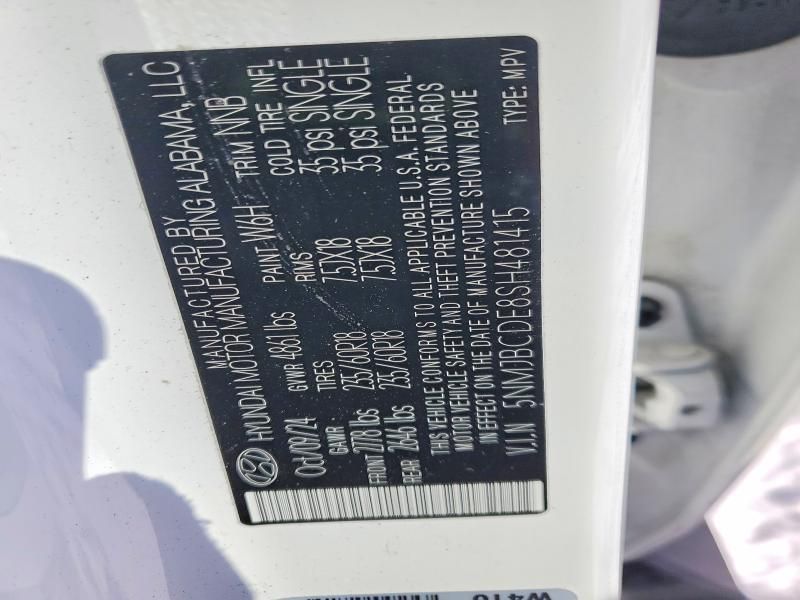 MANUFACTURED BY
HYUNDAI MOTOR MANUFACTURING ALABAMA, LLC
Oct/09/24 GVWR 4861 lbs PAINT W6H TRIM NNB
GAWR TIRES RIMS COLD TIRE INFL
FRONT 2778 lbs 235/60R18 7.5JX18 35 psi SINGLE
REAR 2646 lbs 235/60R18 7.5JX18 35 psi SINGLE
THIS VEHICLE CONFORMS TO ALL APPLICABLE U.S.A. FEDERAL
MOTOR VEHICLE SAFETY AND THEFT PREVENTION STANDARDS
IN EFFECT ON THE DATE OF MANUFACTURE SHOWN ABOVE
V.I.N 5NMJBCDE8SH481415 TYPE: MPV